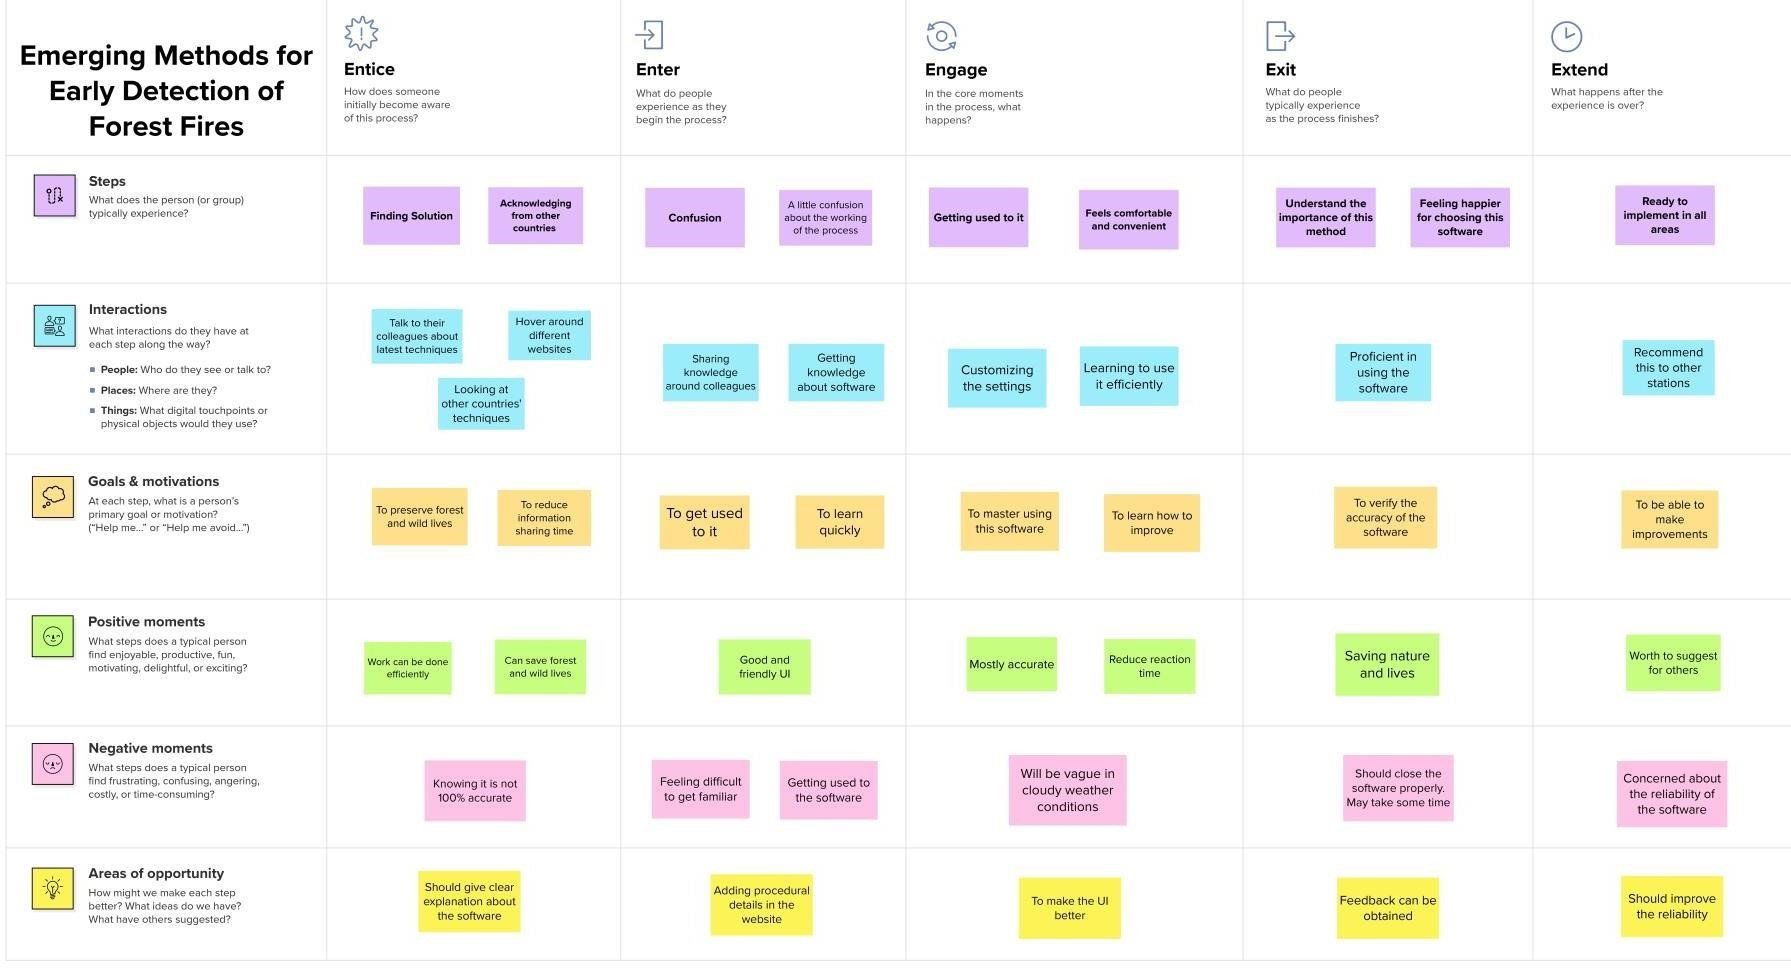 Emerging Methods for
Early Detection of
Forest Fires
Entice
How does someone
initially become aware
of this process?
Enter
What do people
experience as they
begin the process?
Engage
In the core moments
in the process, what
happens?
Exit
What do people
typically experience
as the process finishes?
Extend
What happens after the
experience is over?
Steps
What does the person (or group)
typically experience?
Finding Solution
Acknowledging
from other
countries
Confusion
A little confusion
about the working
of the process
Getting used to it
Feels comfortable
and convenient
Understand the
importance of this
method
Feeling happier
for choosing this
software
Ready to
implement in all
areas
Interactions
What interactions do they have at
each step along the way?
People: Who do they see or talk to?
Places: Where are they?
Things: What digital touchpoints or
physical objects would they use?
Talk to their
colleagues about
latest techniques
Hover around
different
websites
Looking at
other countries'
techniques
Sharing
knowledge
around colleagues
Getting
knowledge
about software
Customizing
the settings
Learning to use
it efficiently
Proficient in
using the
software
Recommend
this to other
stations
Goals & motivations
At each step, what is a person's
primary goal or motivation?
(“Help me...” or “Help me avoid...”)
To preserve forest
and wild lives
To reduce
information
sharing time
To get used
to it
To learn
quickly
To master using
this software
To learn how to
improve
To verify the
accuracy of the
software
To be able to
make
improvements
Positive moments
What steps does a typical person
find enjoyable, productive, fun,
motivating, delightful, or exciting?
Work can be done
efficiently
Can save forest
and wild lives
Good and
friendly UI
Mostly accurate
Reduce reaction
time
Saving nature
and lives
Worth to suggest
for others
Negative moments
What steps does a typical person
find frustrating, confusing, angering,
costly, or time-consuming?
Knowing it is not
100% accurate
Feeling difficult
to get familiar
Getting used to
the software
Will be vague in
cloudy weather
conditions
Should close the
software properly.
May take some time
Concerned about
the reliability of
the software
Areas of opportunity
How might we make each step
better? What ideas do we have?
What have others suggested?
Should give clear
explanation about
the software
Adding procedural
details in the
website
To make the UI
better
Feedback can be
obtained
Should improve
the reliability